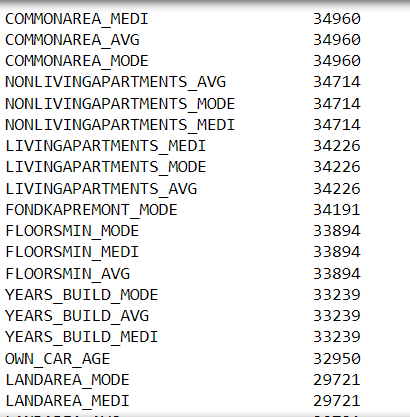 COMMONAREA_MEDI 34960
COMMONAREA_AVG 34960
COMMONAREA_MODE 34960
NONLIVINGAPARTMENTS_AVG 34714
NONLIVINGAPARTMENTS_MODE 34714
NONLIVINGAPARTMENTS_MEDI 34714
LIVINGAPARTMENTS_MEDI 34226
LIVINGAPARTMENTS_MODE 34226
LIVINGAPARTMENTS_AVG 34226
FONDKAPREMONT_MODE 34191
FLOORSMIN_MODE 33894
FLOORSMIN_MEDI 33894
FLOORSMIN_AVG 33894
YEARS_BUILD_MODE 33239
YEARS_BUILD_AVG 33239
YEARS_BUILD_MEDI 33239
OWN_CAR_AGE 32950
LANDAREA_MODE 29721
LANDAREA_MEDI 29721